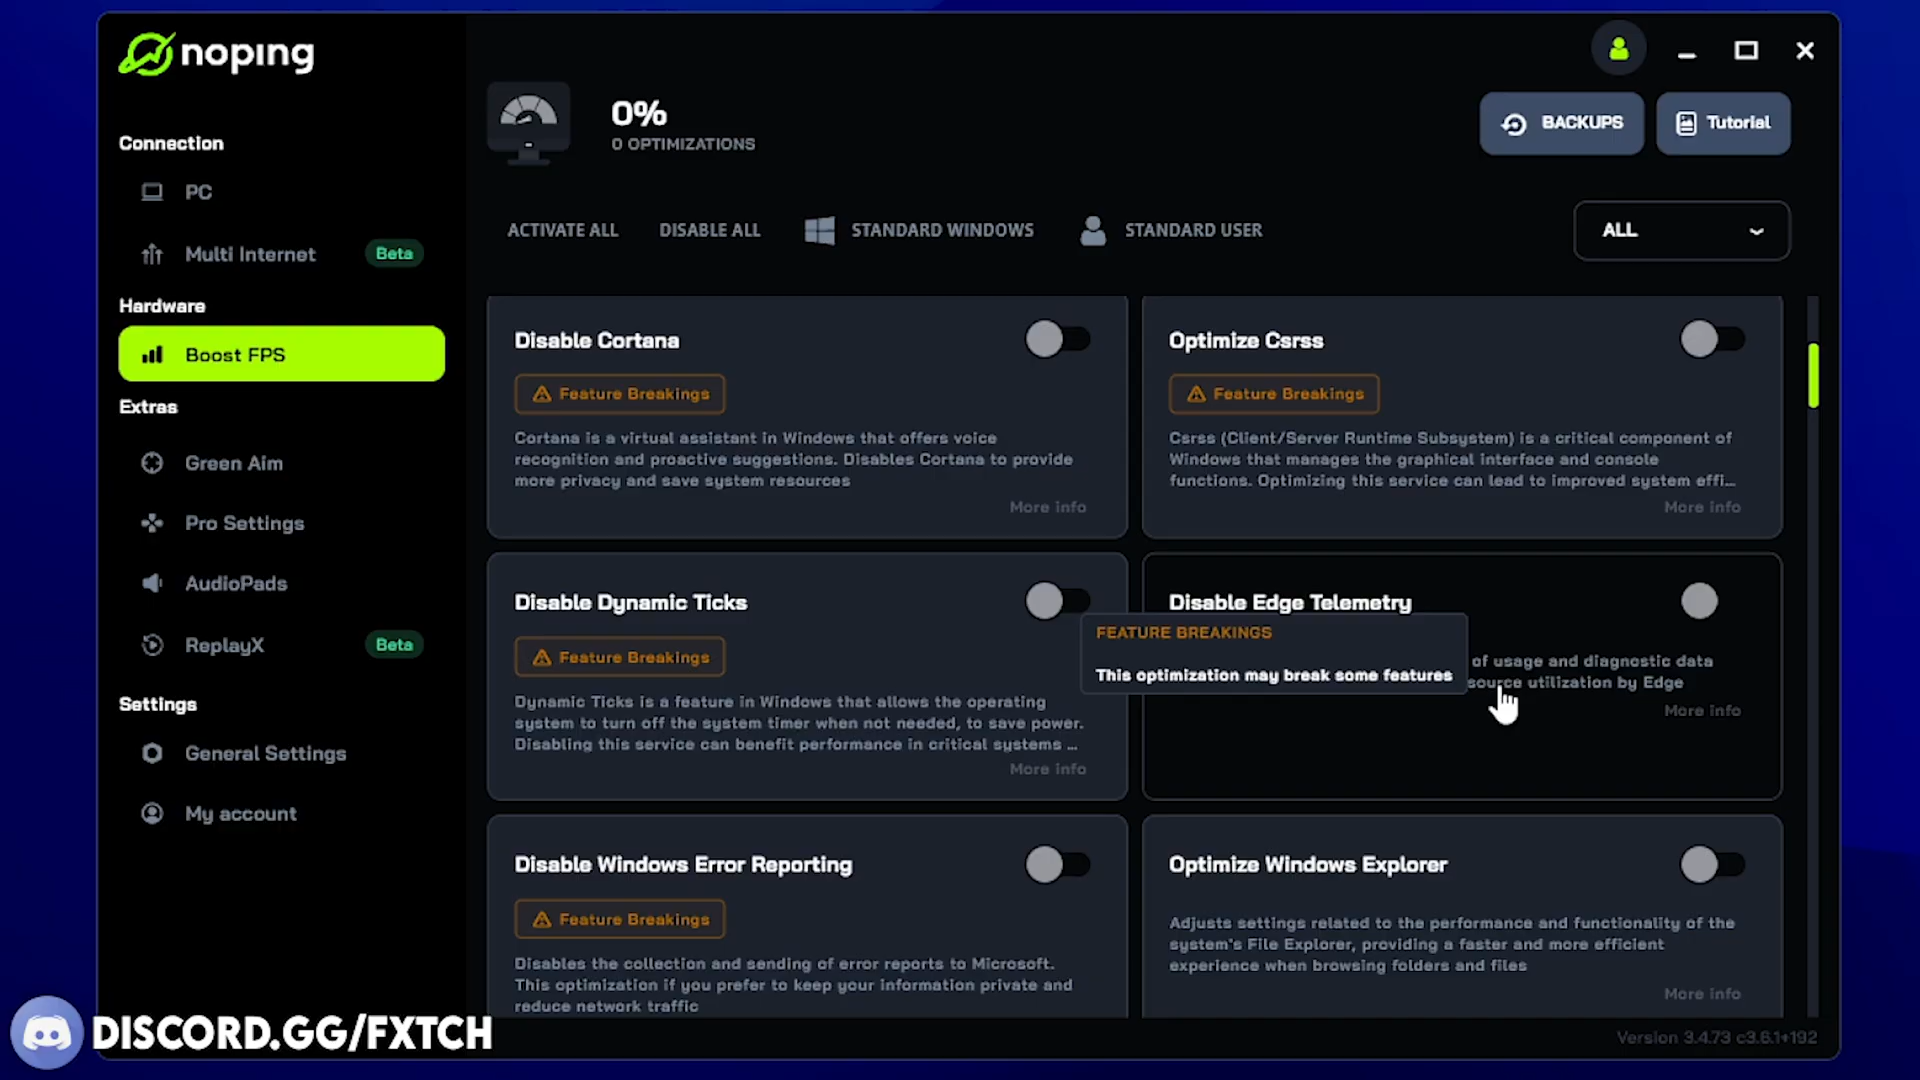 noping
Connection
PC
Multi Internet
Beta
Hardware
Boost FPS
Extras
Green Aim
Pro Settings
AudioPads
ReplayX
Beta
Settings
General Settings
My account
0%
0 OPTIMIZATIONS
BACKUPS
Tutorial
ACTIVATE ALL
DISABLE ALL
STANDARD WINDOWS
STANDARD USER
ALL
Disable Cortana
Feature Breakings
Cortana is a virtual assistant in Windows that offers voice
recognition and proactive suggestions. Disables Cortana to provide
more privacy and save system resources
More info
Optimize Csrss
Feature Breakings
Csrss (Client/Server Runtime Subsystem) is a critical component of
Windows that manages the graphical interface and console
functions. Optimizing this service can lead to improved system effi...
More info
Disable Dynamic Ticks
Feature Breakings
Dynamic Ticks is a feature in Windows that allows the operating
system to turn off the system timer when not needed, to save power.
Disabling this service can benefit performance in critical systems ...
More info
Disable Edge Telemetry
FEATURE BREAKINGS
This optimization may break some features
of usage and diagnostic data
source utilization by Edge
More info
Disable Windows Error Reporting
Feature Breakings
Disables the collection and sending of error reports to Microsoft.
This optimization if you prefer to keep your information private and
reduce network traffic
Optimize Windows Explorer
Adjusts settings related to the performance and functionality of the
system's File Explorer, providing a faster and more efficient
experience when browsing folders and files
More info
Version 3.4.73 c3.6.1+192
DISCORD.GG/FXTCH